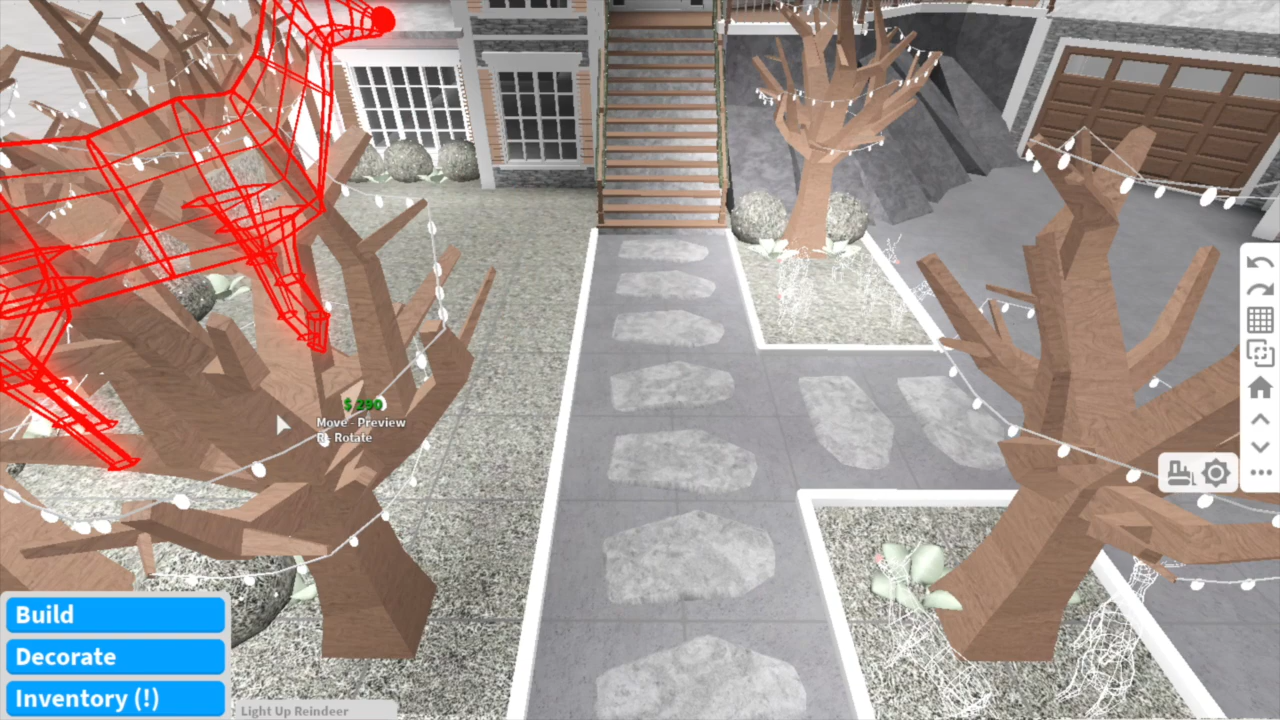 $ 290
Move - Preview
R - Rotate
Build
Decorate
Inventory (!)
Light Up Reindeer